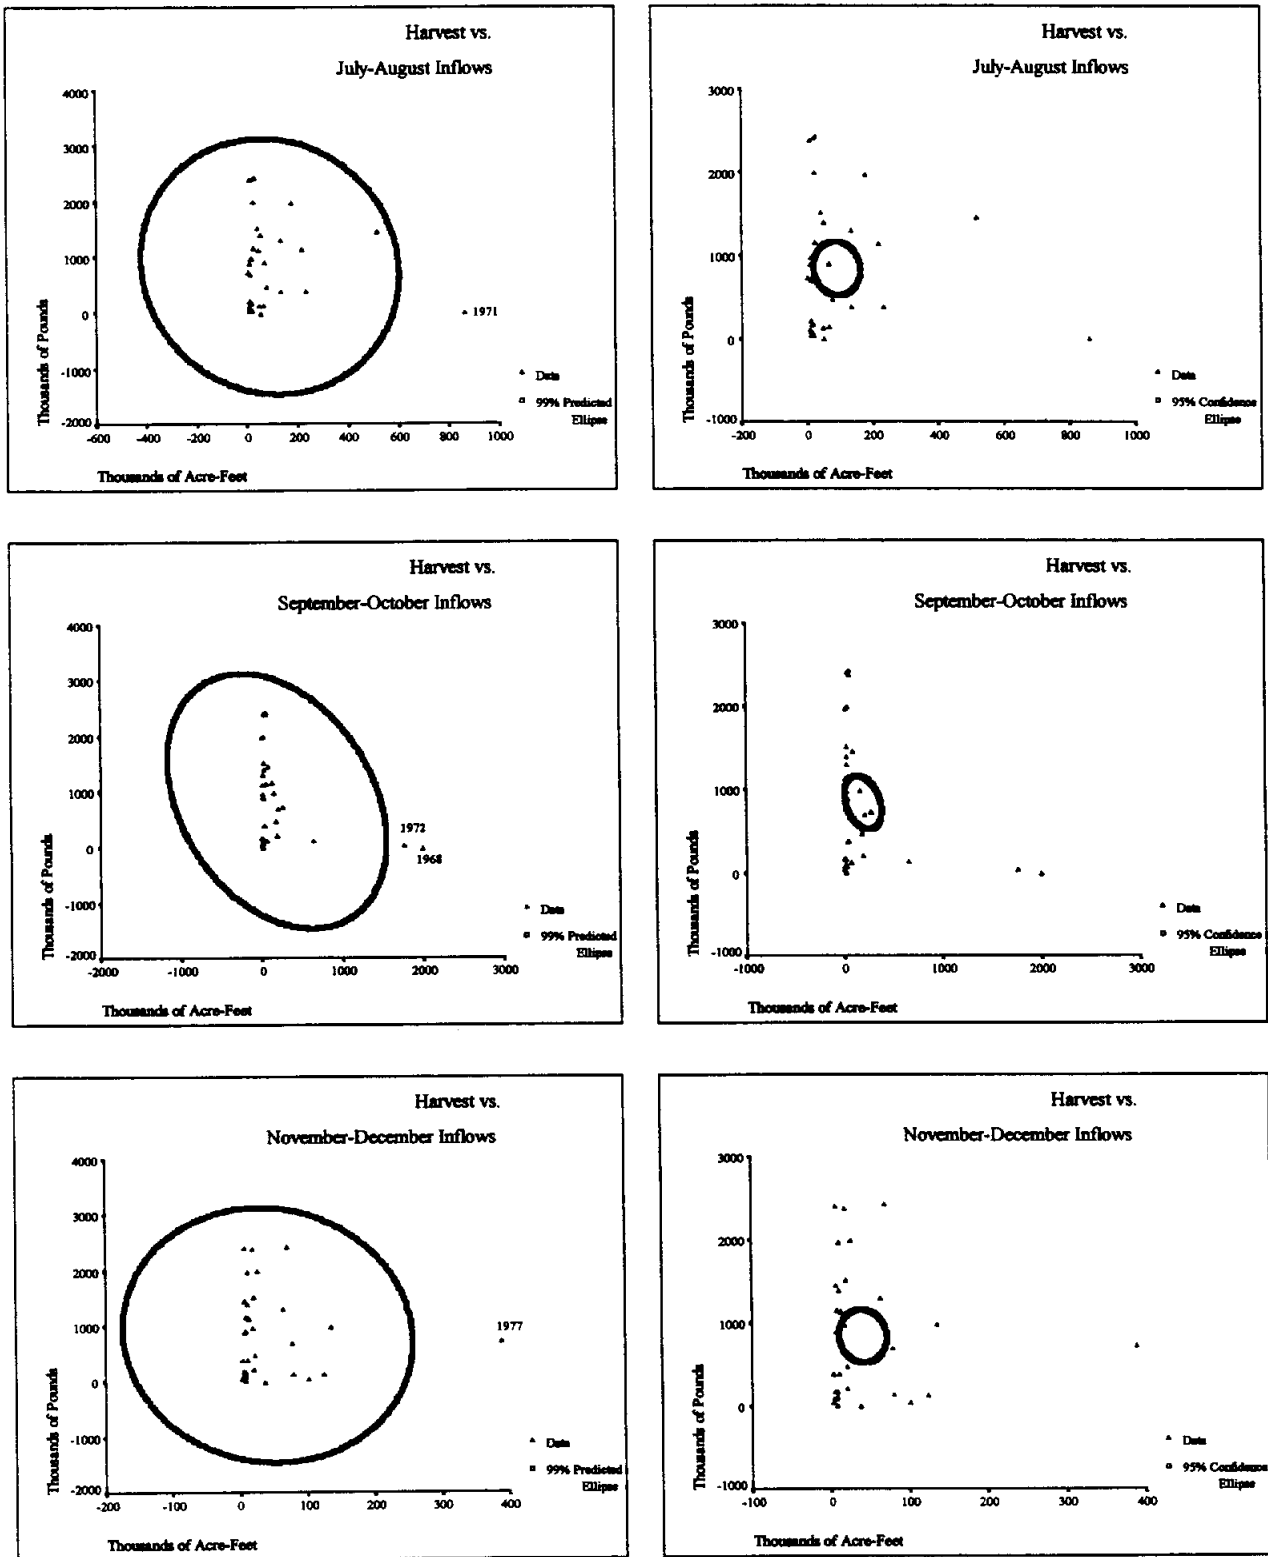 Harvest vs.
July-August Inflows
4000
3000
2000
1000
0
-1000
-2000
-600 -400 -200 0 200 400 600 800 1000
Thousands of Pounds
Thousands of Acre-Feet
1971
Data
99% Predicted
Ellipse
Harvest vs.
July-August Inflows
3000
2000
1000
0
-1000
-200 0 200 400 600 800 1000
Thousands of Pounds
Thousands of Acre-Feet
Data
95% Confidence
Ellipse
Harvest vs.
September-October Inflows
4000
3000
2000
1000
0
-1000
-2000
-2000 -1000 0 1000 2000 3000
Thousands of Pounds
Thousands of Acre-Feet
1972
1968
Data
99% Predicted
Ellipse
Harvest vs.
September-October Inflows
3000
2000
1000
0
-1000
-1000 0 1000 2000 3000
Thousands of Pounds
Thousands of Acre-Feet
Data
95% Confidence
Ellipse
Harvest vs.
November-December Inflows
4000
3000
2000
1000
0
-1000
-2000
-200 -100 0 100 200 300 400
Thousands of Pounds
Thousands of Acre-Feet
1977
Data
99% Predicted
Ellipse
Harvest vs.
November-December Inflows
3000
2000
1000
0
-1000
-100 0 100 200 300 400
Thousands of Pounds
Thousands of Acre-Feet
Data
95% Confidence
Ellipse